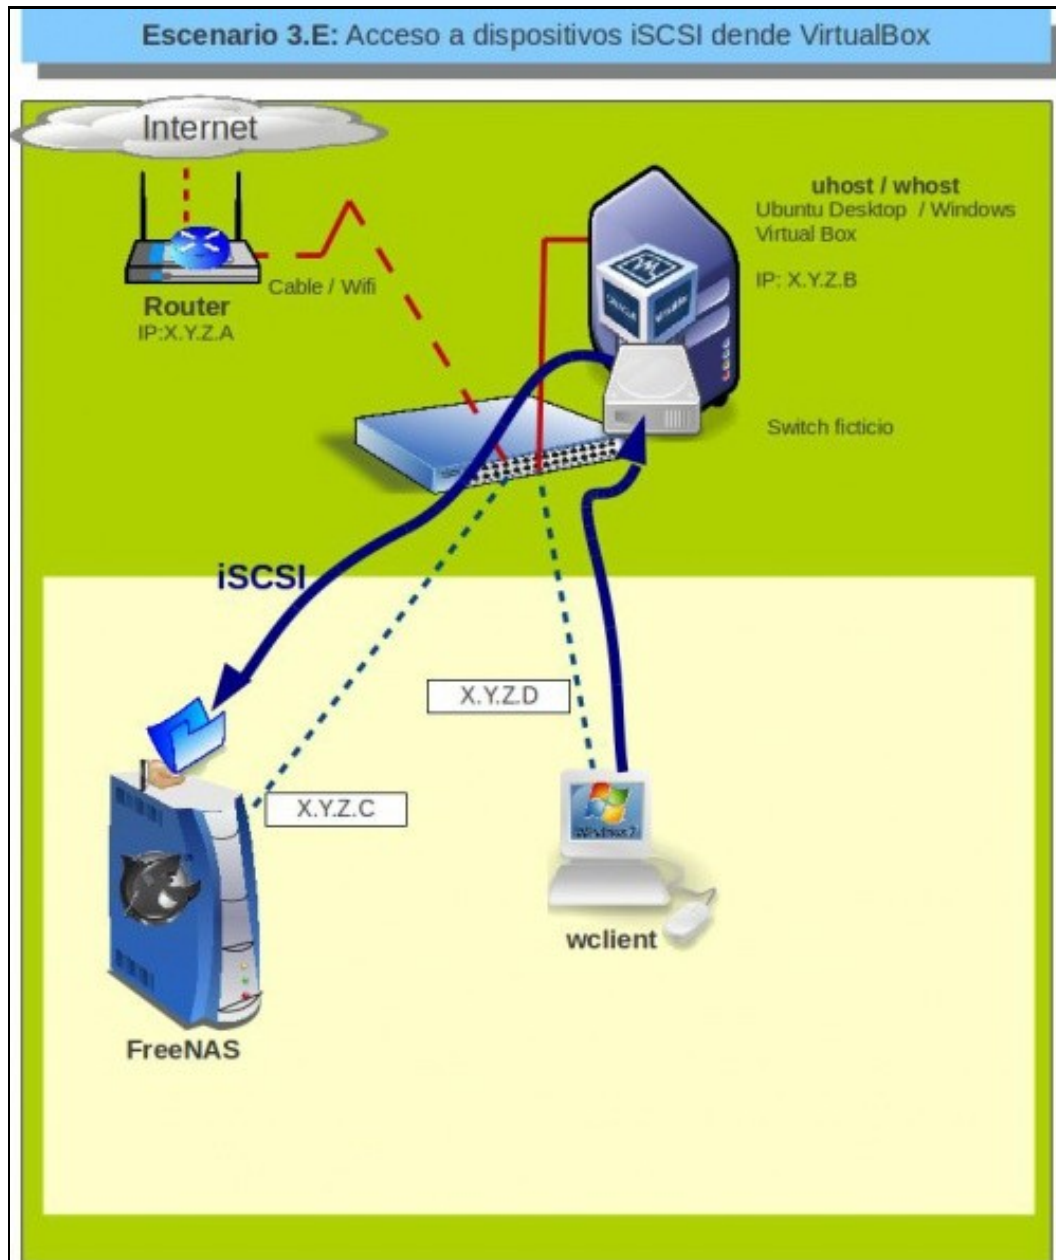 Escenario 3.E: Acceso a dispositivos iSCSI dende VirtualBox
Internet
uhost / whost
Ubuntu Desktop / Windows
Virtual Box
IP: X.Y.Z.B
Cable / Wifi
Router
IP:X.Y.Z.A
ORACLE
Switch ficticio
iSCSI
X.Y.Z.D
X.Y.Z.C
wclient
FreeNAS